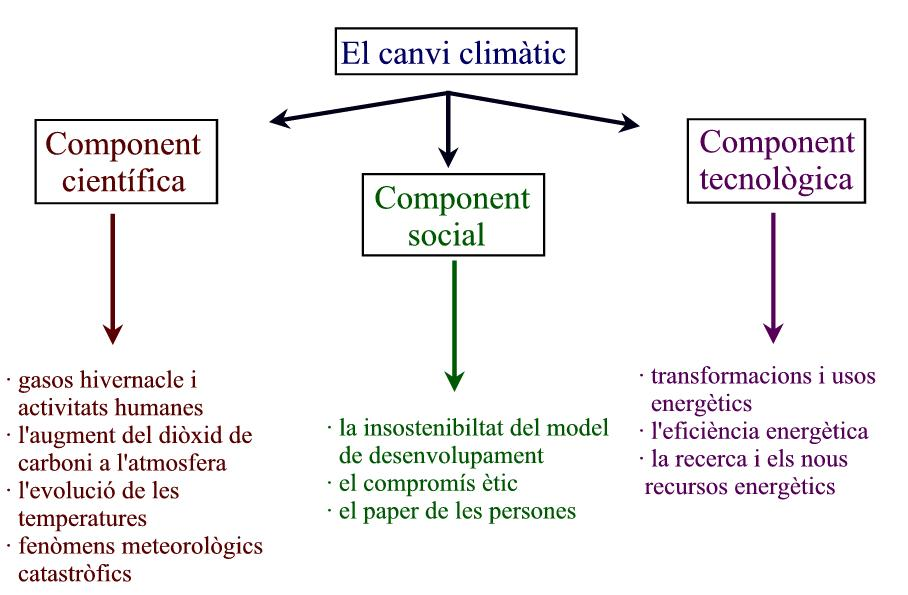 El canvi climàtic
Component
científica
· gasos hivernacle i
activitats humanes
· l'augment del diòxid de
carboni a l'atmosfera
· l'evolució de les
temperatures
· fenòmens meteorològics
catastròfics
Component
social
· la insostenibiltat del model
de desenvolupament
· el compromís ètic
· el paper de les persones
Component
tecnològica
· transformacions i usos
energètics
· l'eficiència energètica
· la recerca i els nous
recursos energètics